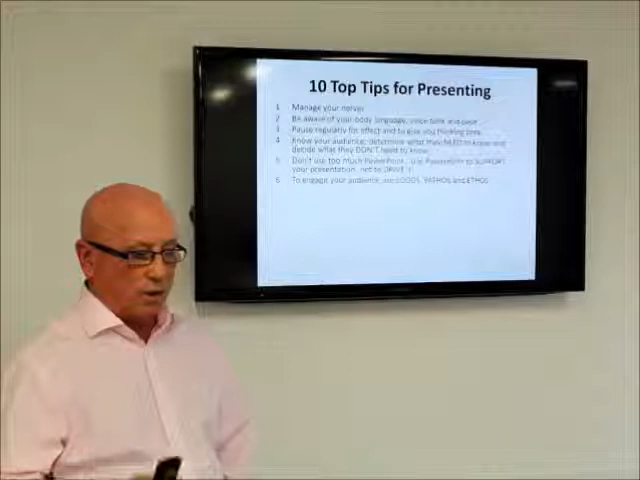 10 Top Tips for Presenting
1 Manage your nerves
2 Be aware of your body language, voice tone and pace
3 Pause regularly for effect and to give you thinking time
4 Know your audience; determine what they NEED to know and
decide what they DON'T need to know
5 Don't use too much PowerPoint... use PowerPoint to SUPPORT
your presentation, not to DRIVE it
6 To engage your audience, use LOGOS, PATHOS and ETHOS